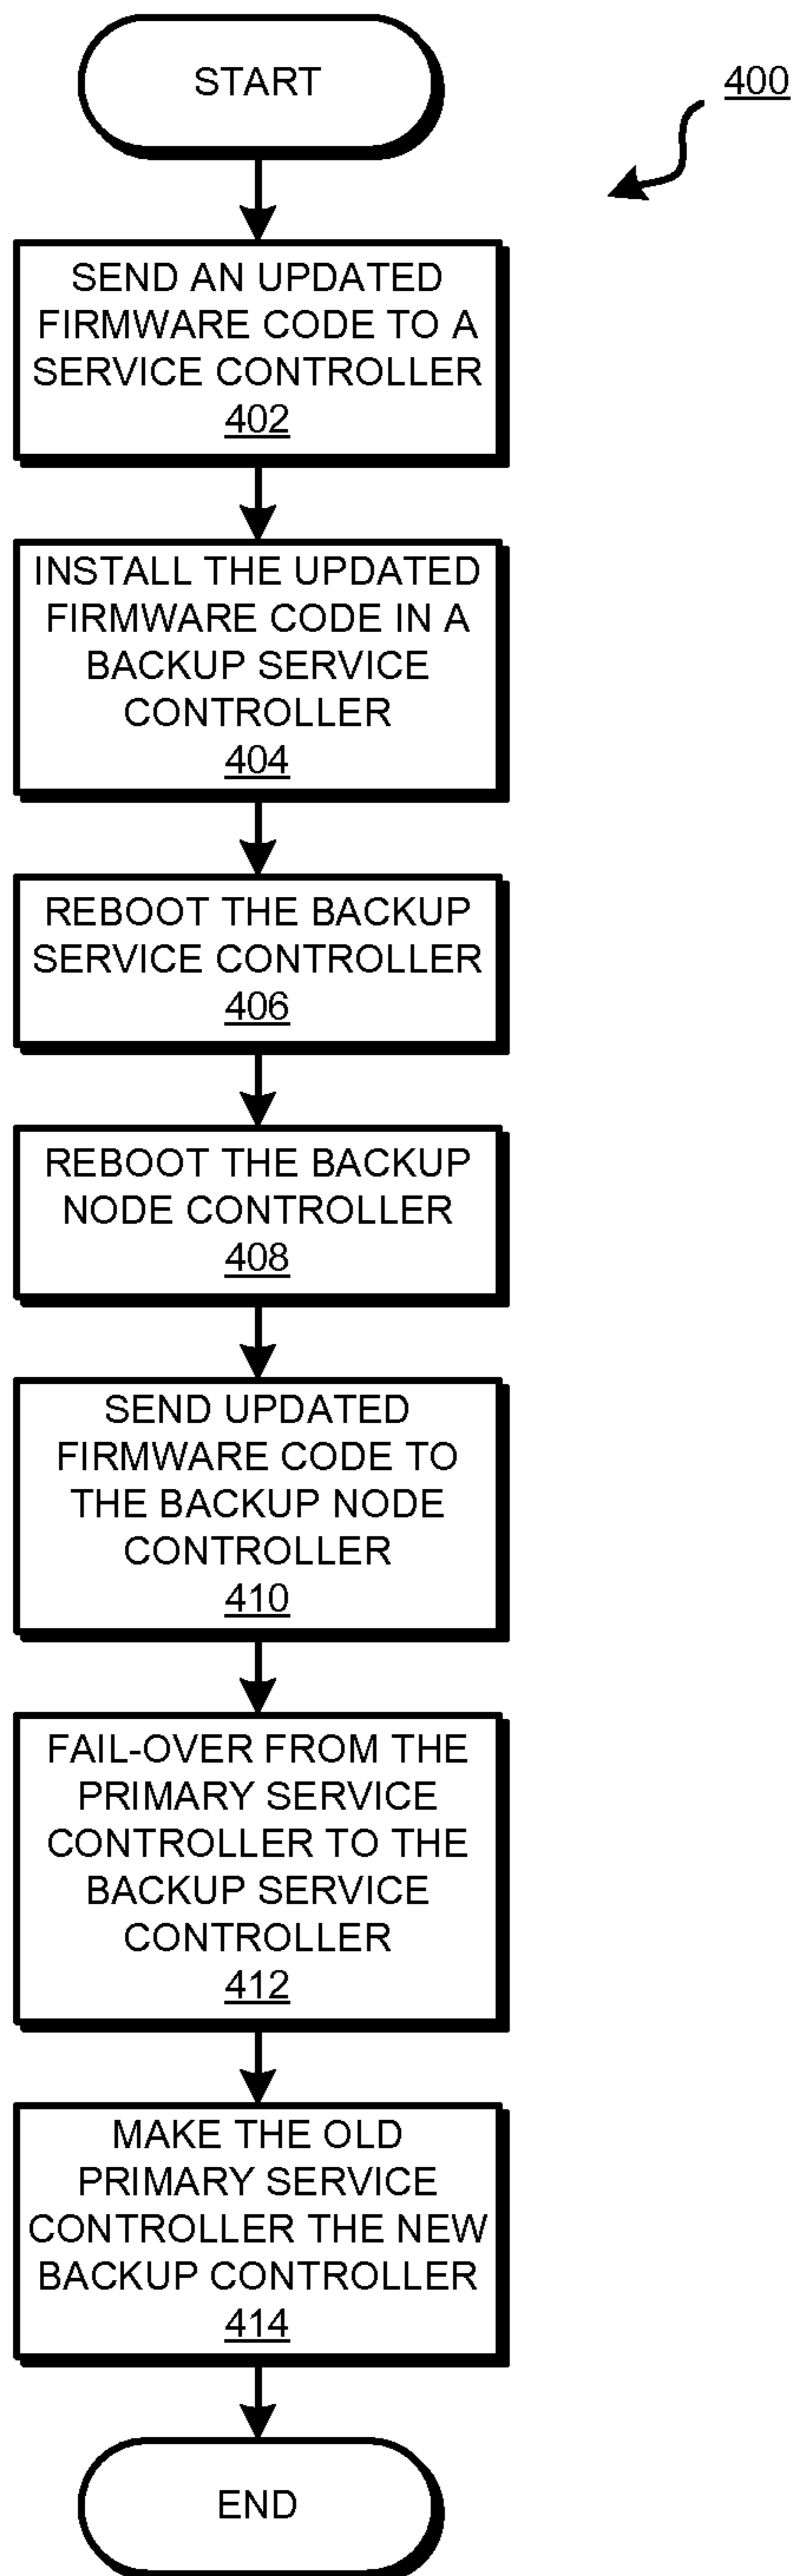 START
400
SEND AN UPDATED
FIRMWARE CODE TO A
SERVICE CONTROLLER
402
INSTALL THE UPDATED
FIRMWARE CODE IN A
BACKUP SERVICE
CONTROLLER
404
REBOOT THE BACKUP
SERVICE CONTROLLER
406
REBOOT THE BACKUP
NODE CONTROLLER
408
SEND UPDATED
FIRMWARE CODE TO
THE BACKUP NODE
CONTROLLER
410
FAIL-OVER FROM THE
PRIMARY SERVICE
CONTROLLER TO THE
BACKUP SERVICE
CONTROLLER
412
MAKE THE OLD
PRIMARY SERVICE
CONTROLLER THE NEW
BACKUP CONTROLLER
414
END